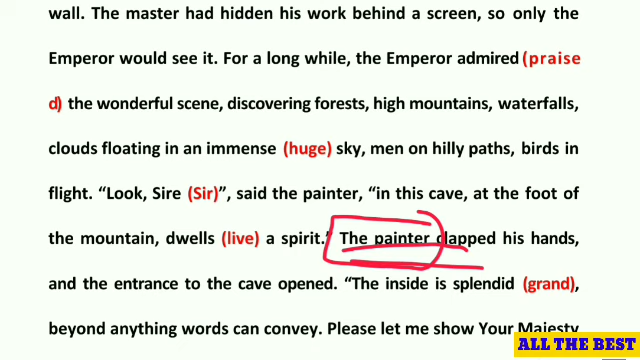 wall. The master had hidden his work behind a screen, so only the
Emperor would see it. For a long while, the Emperor admired (praise
d) the wonderful scene, discovering forests, high mountains, waterfalls,
clouds floating in an immense (huge) sky, men on hilly paths, birds in
flight. “Look, Sire (Sir)”, said the painter, “in this cave, at the foot of
the mountain, dwells (live) a spirit.” The painter clapped his hands,
and the entrance to the cave opened. “The inside is splendid (grand),
beyond anything words can convey. Please let me show Your Majesty
ALL THE BEST